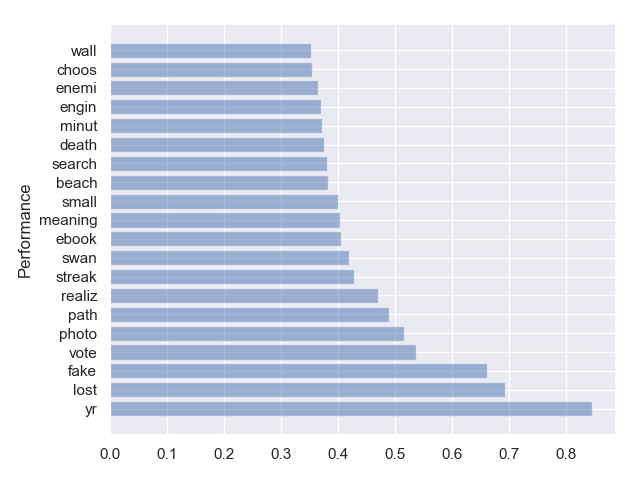 wall
choos
enemi
engin
minut
death
search
beach
small
meaning
ebook
swan
streak
realiz
path
photo
vote
fake
lost
yr
Performance
0.0 0.1 0.2 0.3 0.4 0.5 0.6 0.7 0.8